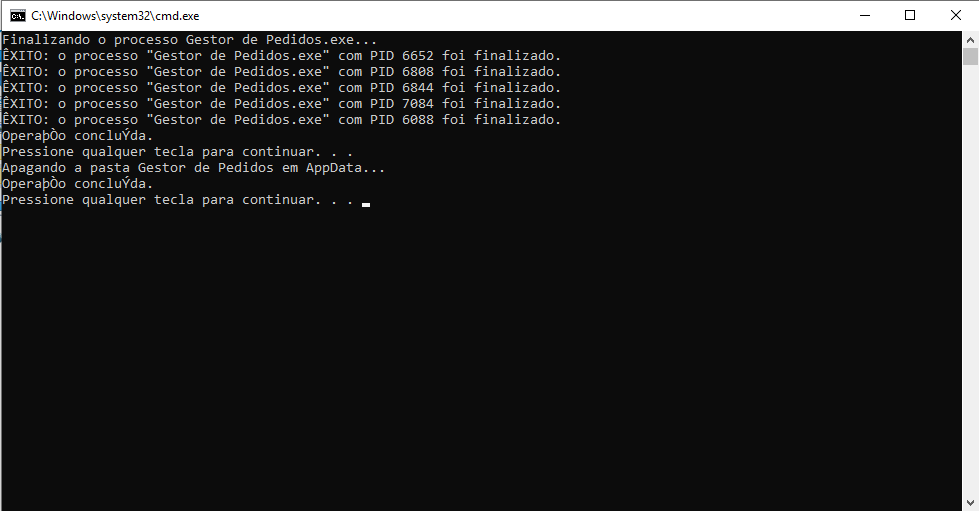 C:\Windows\system32\cmd.exe
Finalizando o processo Gestor de Pedidos.exe...
ÊXITO: o processo "Gestor de Pedidos.exe" com PID 6652 foi finalizado.
ÊXITO: o processo "Gestor de Pedidos.exe" com PID 6808 foi finalizado.
ÊXITO: o processo "Gestor de Pedidos.exe" com PID 6844 foi finalizado.
ÊXITO: o processo "Gestor de Pedidos.exe" com PID 7084 foi finalizado.
ÊXITO: o processo "Gestor de Pedidos.exe" com PID 6088 foi finalizado.
OperaþÒo concluÝda.
Pressione qualquer tecla para continuar. . .
Apagando a pasta Gestor de Pedidos em AppData...
OperaþÒo concluÝda.
Pressione qualquer tecla para continuar. . .